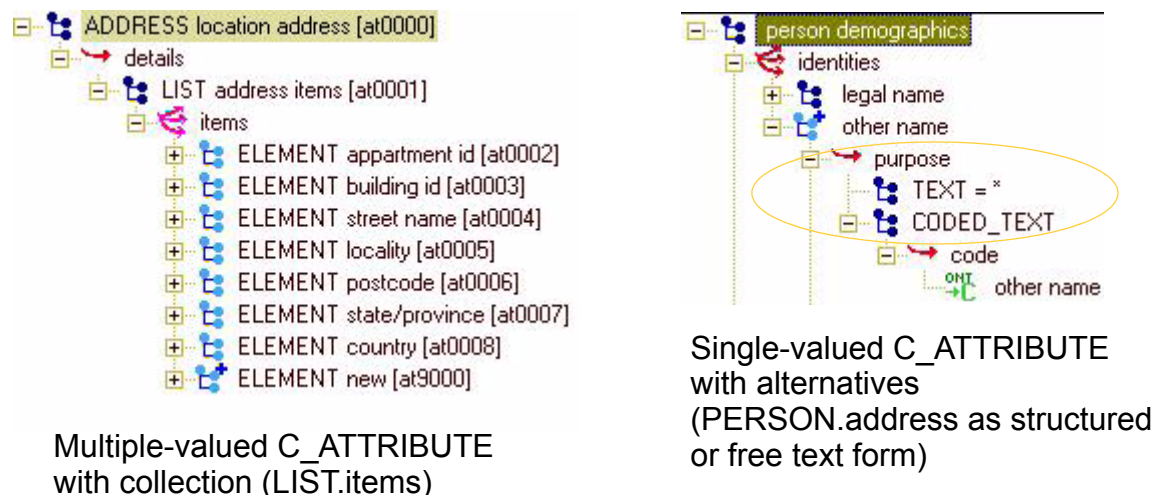 ADDRESS location address [at0000]
details
LIST address items [at0001]
items
ELEMENT appartment id [at0002]
ELEMENT building id [at0003]
ELEMENT street name [at0004]
ELEMENT locality [at0005]
ELEMENT postcode [at0006]
ELEMENT state/province [at0007]
ELEMENT country [at0008]
ELEMENT new [at9000]
Multiple-valued C_ATTRIBUTE
with collection (LIST.items)
person demographics
identities
legal name
other name
purpose
TEXT = *
CODED_TEXT
code
ONT C other name
Single-valued C_ATTRIBUTE
with alternatives
(PERSON.address as structured
or free text form)